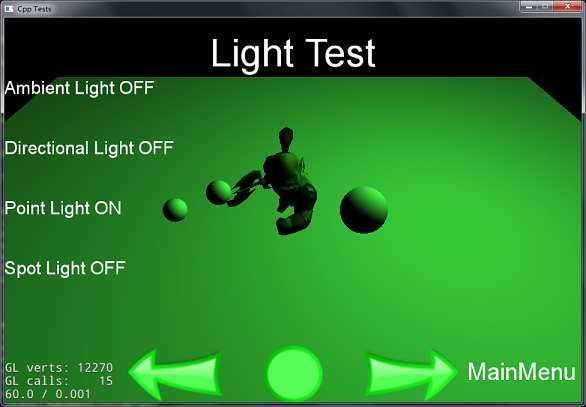 Cpp Tests
Light Test
Ambient Light OFF
Directional Light OFF
Point Light ON
Spot Light OFF
GL verts: 12270
GL calls: 15
60.0 / 0.001
MainMenu